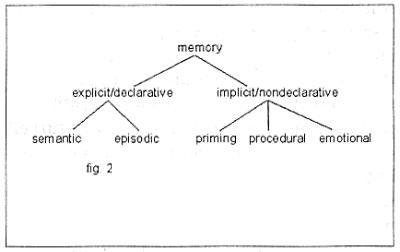 memory
explicit/declarative implicit/nondeclarative
semantic episodic priming procedural emotional
fig 2